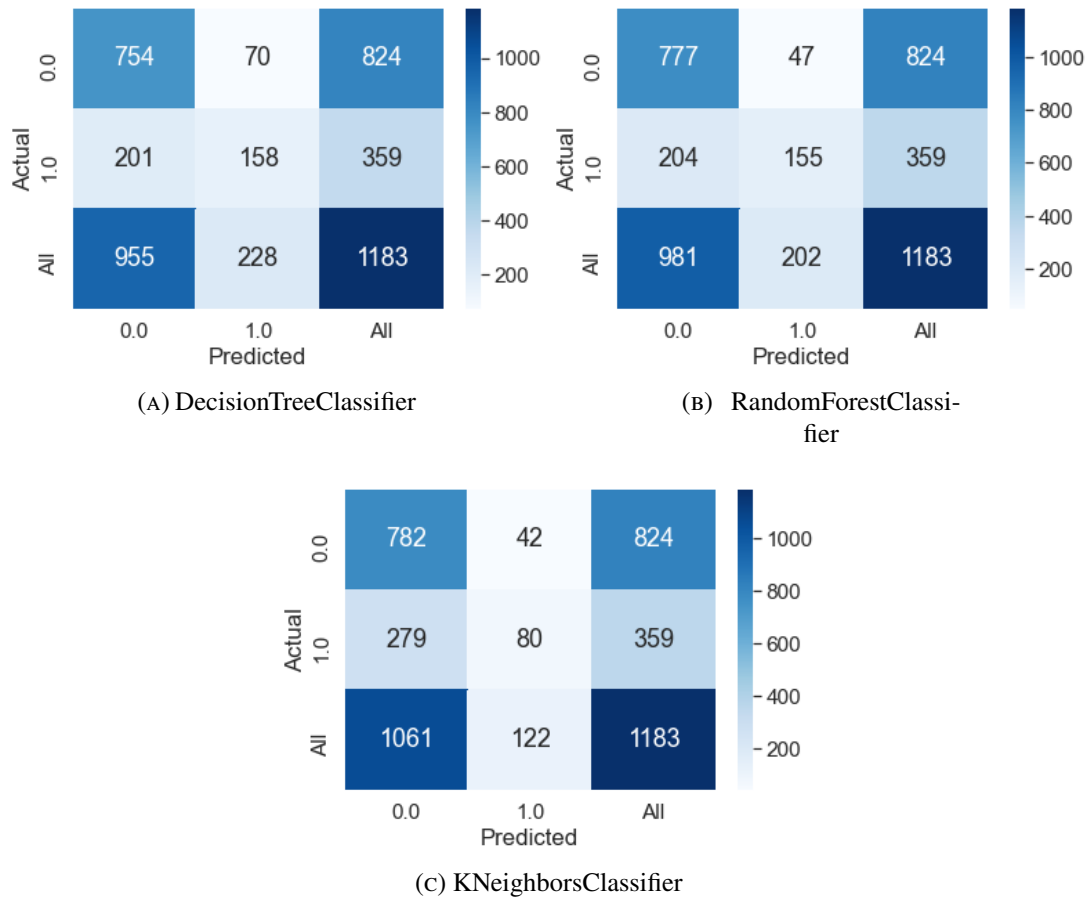 0.0 754 70 824
1.0 201 158 359
All 955 228 1183
Actual
0.0 1.0 All
Predicted
1000
800
600
400
200
(A) DecisionTreeClassifier
0.0 777 47 824
1.0 204 155 359
All 981 202 1183
Actual
0.0 1.0 All
Predicted
1000
800
600
400
200
(B) RandomForestClassi-
fier
0.0 782 42 824
1.0 279 80 359
All 1061 122 1183
Actual
0.0 1.0 All
Predicted
1000
800
600
400
200
(C) KNeighborsClassifier